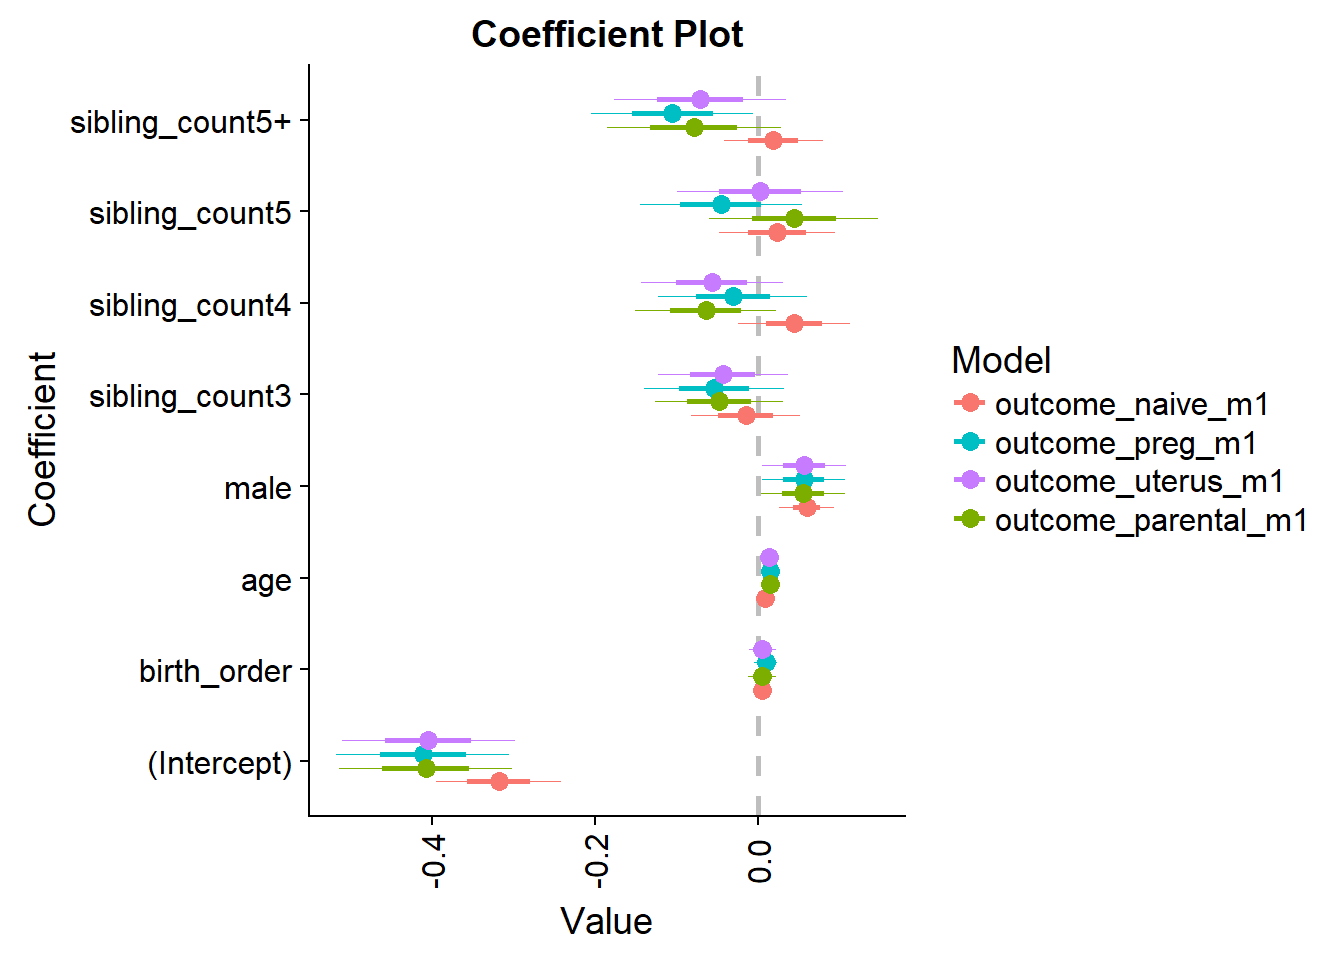 Coefficient Plot
Coefficient
sibling_count5+
sibling_count5
sibling_count4
sibling_count3
male
age
birth_order
(Intercept)
-0.4
-0.2
0.0
Value
Model
outcome_naive_m1
outcome_preg_m1
outcome_uterus_m1
outcome_parental_m1